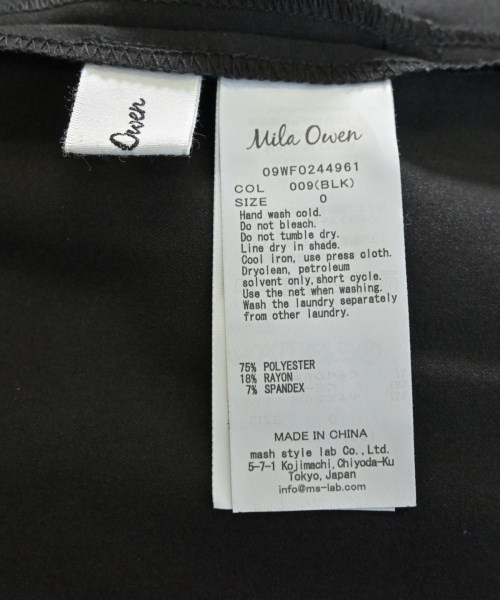 Owen
Mila Owen
09WF0244961
COL 009(BLK)
SIZE 0
Hand wash cold.
Do not bleach.
Do not tumble dry.
Line dry in shade.
Cool iron, use press cloth.
Dryclean, petroleum
solvent only,short cycle.
Use the net when washing.
Wash the laundry separately
from other laundry.
75% POLYESTER
18% RAYON
7% SPANDEX
MADE IN CHINA
mash style lab Co.,Ltd.
5-7-1 Kojimachi,Chiyoda-Ku
Tokyo,Japan
info@ms-lab.com